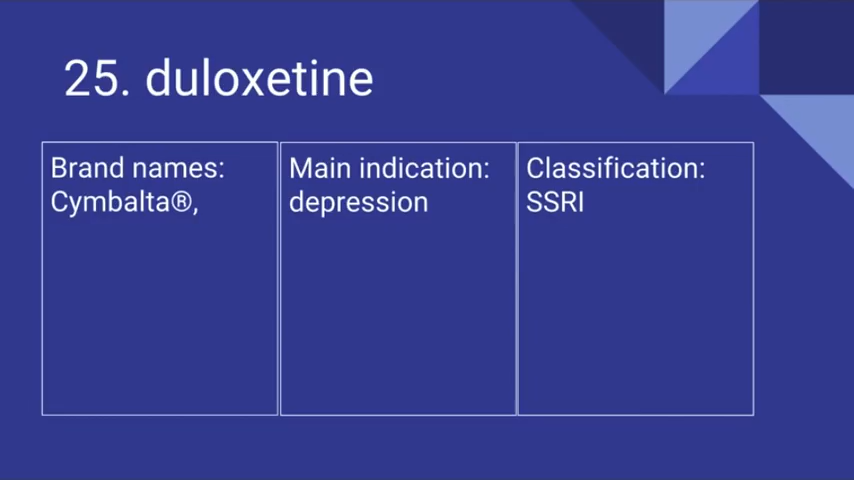 25. duloxetine
Brand names:
Cymbalta®,
Main indication:
depression
Classification:
SSRI